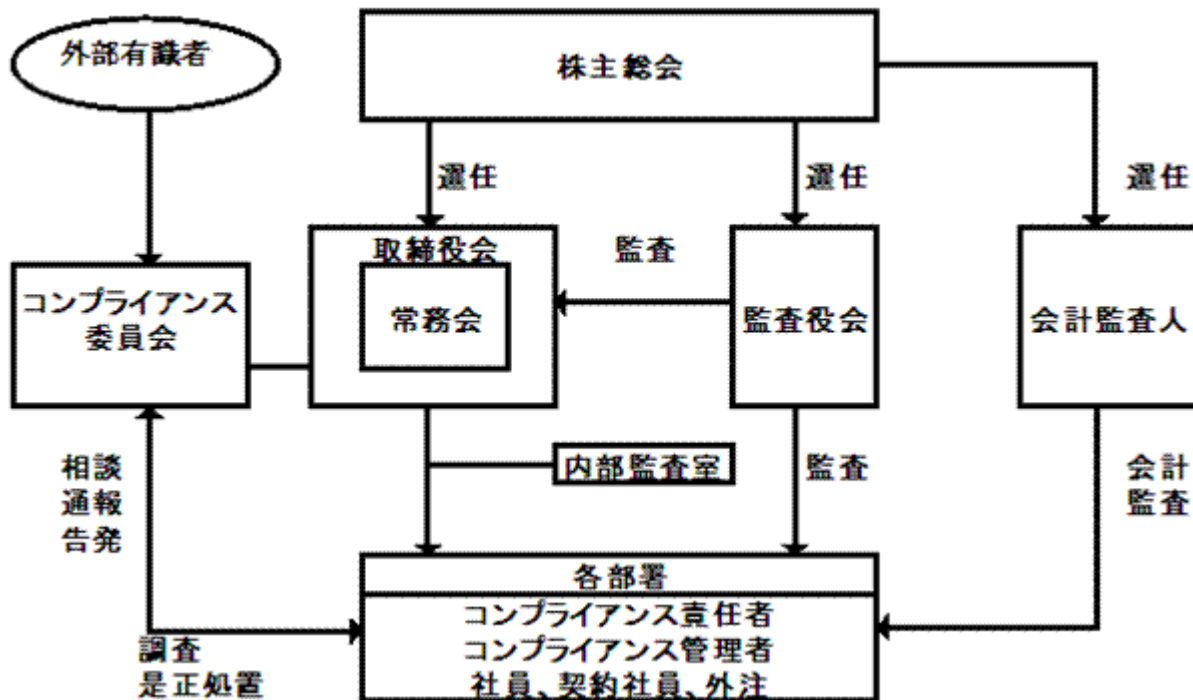 外部有識者
株主総会
選任
選任
選任
取締役会
監査
コンプライアンス
委員会
常務会
監査役会
会計監査人
相談
通報
告発
内部監査室
監査
会計
監査
各部署
コンプライアンス責任者
コンプライアンス管理者
社員、契約社員、外注
調査
是正処置